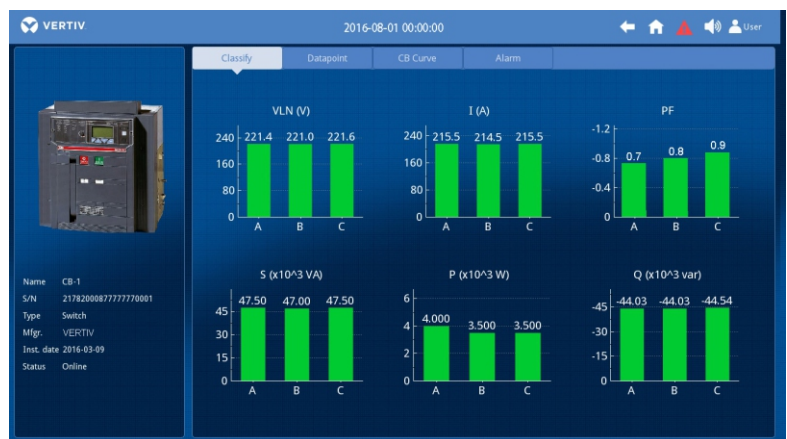 VERTIV.
2016-08-01 00:00:00
User
Classify
Datapoint
CB Curve
Alarm
VLN (V)
240
160
80
0
221.4
221.0
221.6
A
B
C
I (A)
240
160
80
0
215.5
214.5
215.5
A
B
C
PF
-1.2
-0.8
-0.4
0
0.7
0.8
0.9
A
B
C
S (x10^3 VA)
45
30
15
0
47.50
47.00
47.50
A
B
C
P (x10^3 W)
6
4
2
0
4.000
3.500
3.500
A
B
C
Q (x10^3 var)
-45
-30
-15
0
-44.03
-44.03
-44.54
A
B
C
Name CB-1
S/N 21782000877777770001
Type Switch
Mfgr. VERTIV
Inst. date 2016-03-09
Status Online